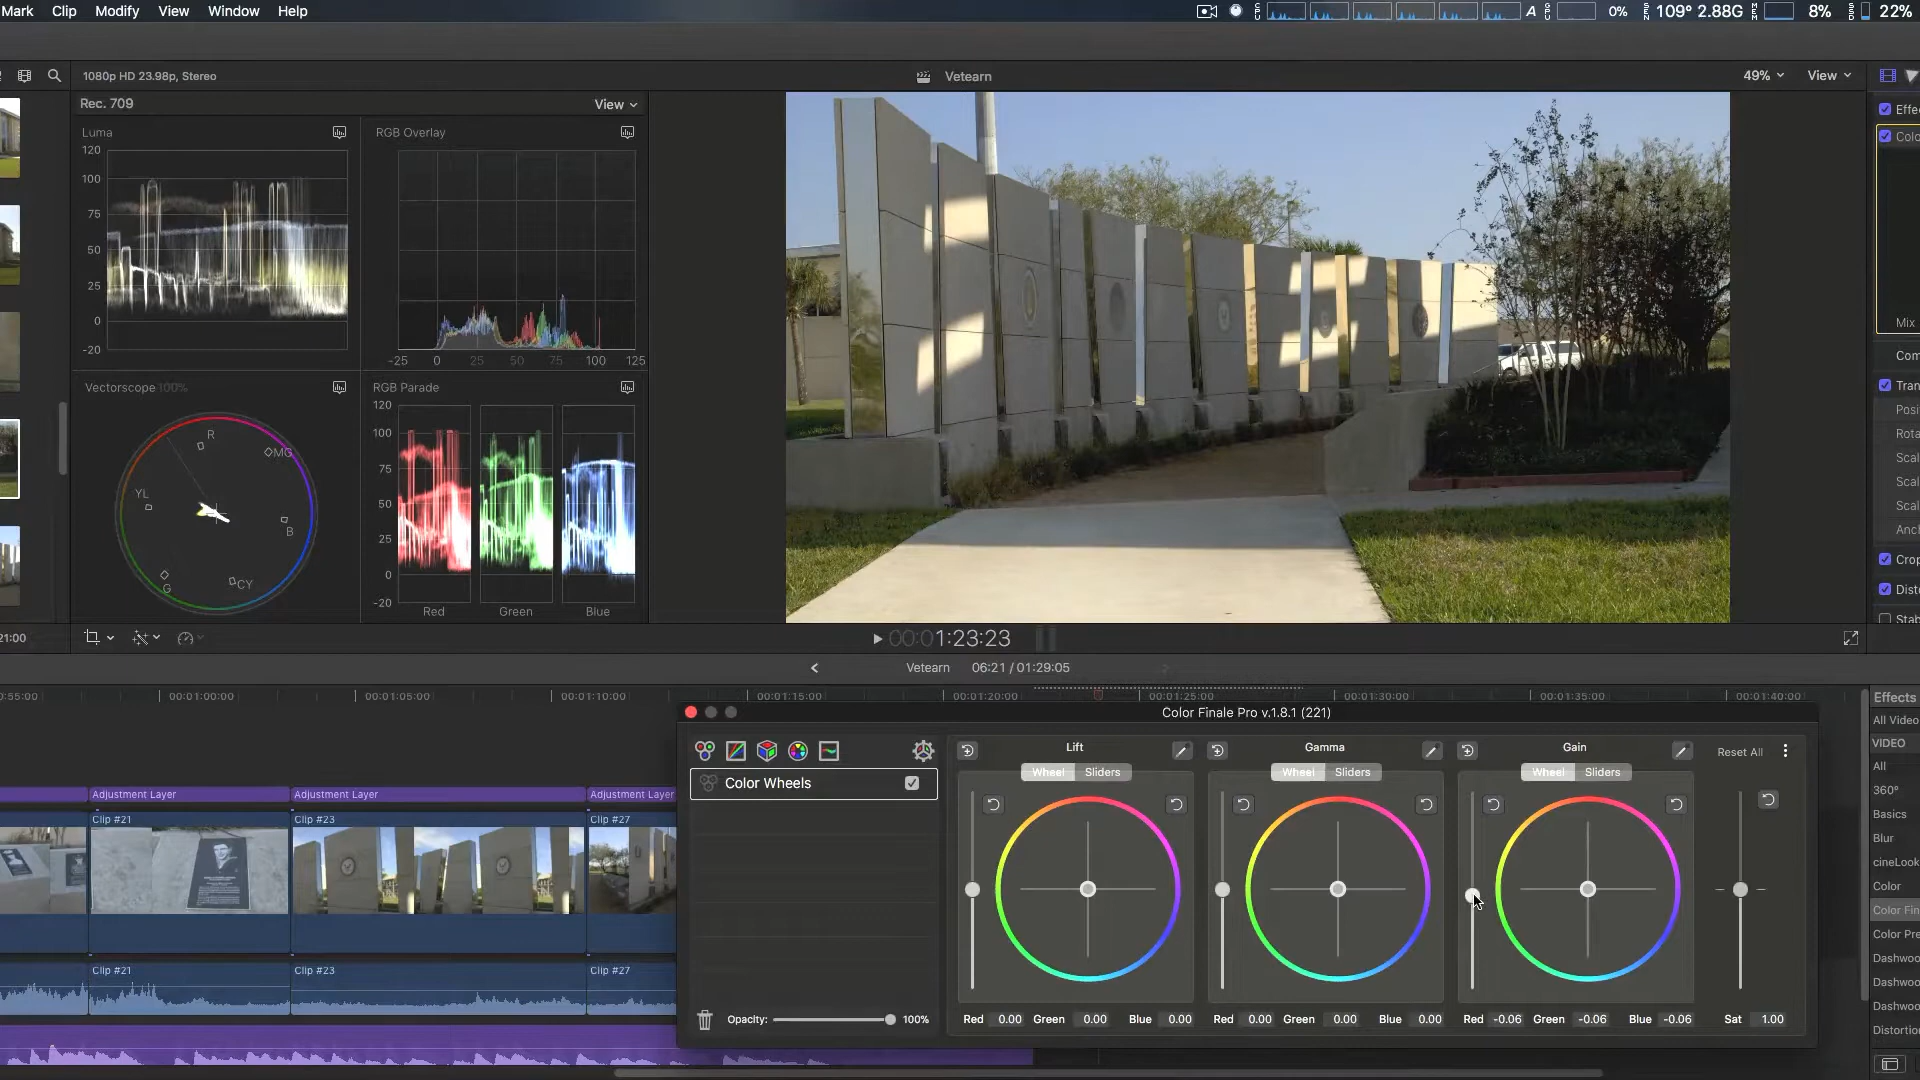 Mark Clip Modify View Window Help
0% 109° 2.88G 8% 22%
1080p HD 23.98p, Stereo
Vetearn
49% View
Rec. 709
View
Effec
Colo
Luma
RGB Overlay
120
100
75
50
25
0
-20
-25 0 25 50 75 100 125
Mix
Com
Vectorscope 100%
RGB Parade
Tran
Posi
Rota
Scal
Scal
Scal
Anch
R
MG
YL
B
G
CY
120
100
75
50
25
0
-20
Red Green Blue
Crop
Disto
Stab
21:00
00:01:23:23
Vetearn 06:21 / 01:29:05
0:55:00 00:01:00:00 00:01:05:00 00:01:10:00 00:01:15:00 00:01:20:00 00:01:25:00 00:01:30:00 00:01:35:00 00:01:40:00
Effects
All Video
VIDEO
All
360°
Basics
Blur
cineLook
Color
Color Fin
Color Pre
Dashwoo
Dashwoo
Dashwoo
Distortio
Color Finale Pro v.1.8.1 (221)
Lift Gamma Gain Reset All
Wheel Sliders Wheel Sliders Wheel Sliders
Color Wheels
Adjustment Layer Adjustment Layer Adjustment Layer
Clip #21 Clip #23 Clip #27
Clip #21 Clip #23 Clip #27
Opacity: 100%
Red 0.00 Green 0.00 Blue 0.00 Red 0.00 Green 0.00 Blue 0.00 Red -0.06 Green -0.06 Blue -0.06 Sat 1.00